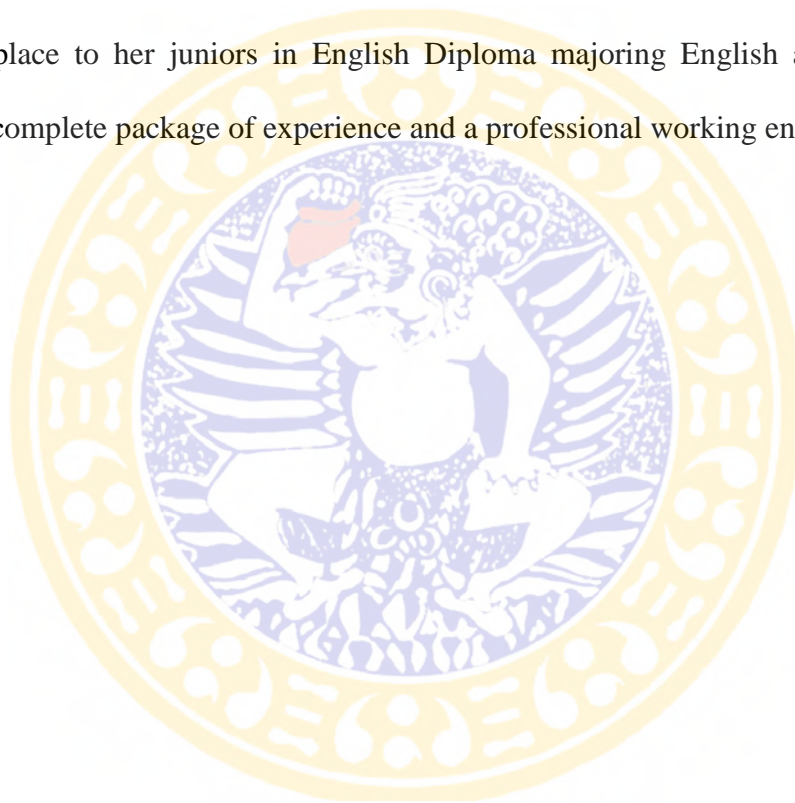 place to her juniors in English Diploma majoring English a
complete package of experience and a professional working en